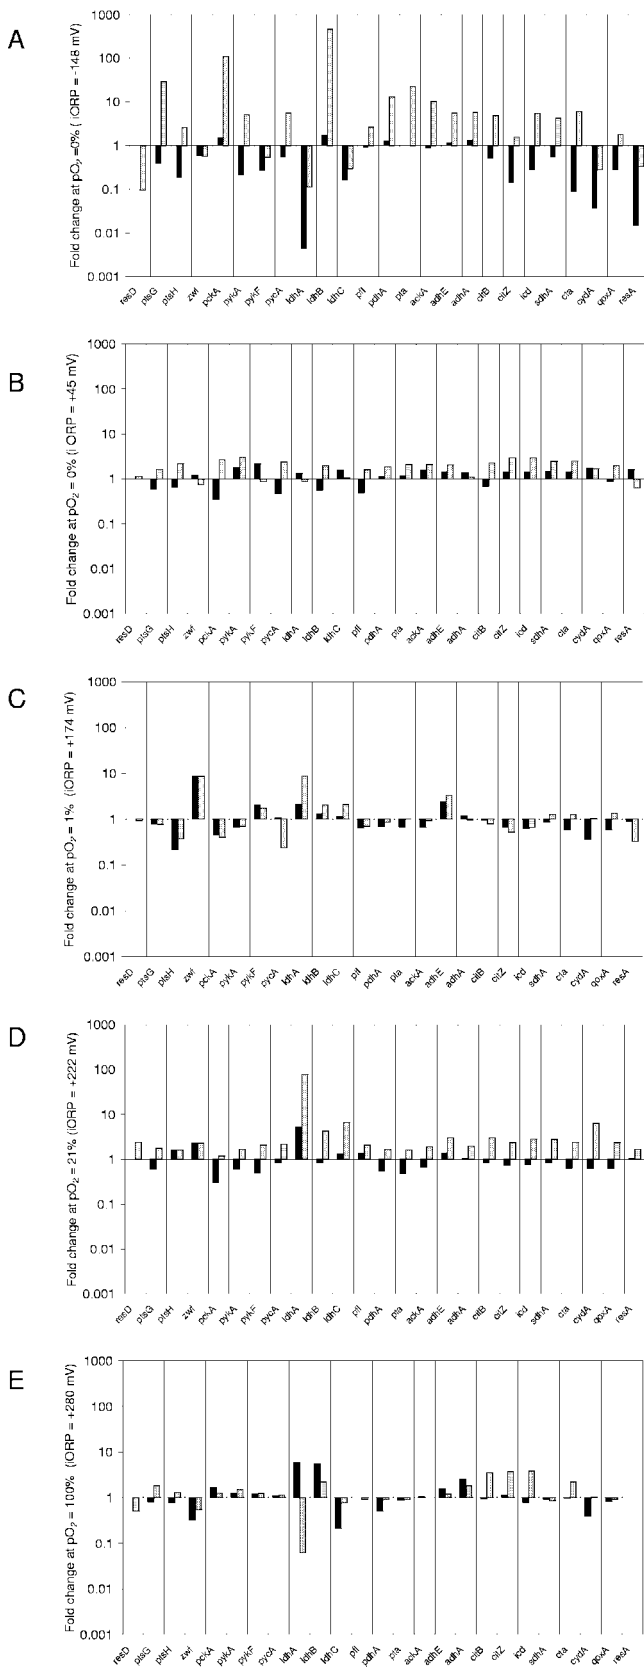 A
Fold change at pO2 =0% ( iORP = -148 mV)
1000
100
10
1
0.1
0.01
0.001
resD ptsG ptsH zwf pckA pykA pykF pycA ldhA ldhB ldhC pfl pdhA pta ackA adhE adhA citB citZ icd sdhA cta cydA qoxA resA
B
Fold change at pO2 = 0% (i ORP = +45 mV)
1000
100
10
1
0.1
0.01
0.001
resD ptsG ptsH zwf pckA pykA pykF pycA ldhA ldhB ldhC pfl pdhA pta ackA adhE adhA citB citZ icd sdhA cta cydA qoxA resA
C
Fold change at pO2 = 1% (iORP = +174 mV)
1000
100
10
1
0.1
0.01
0.001
resD ptsG ptsH zwf pckA pykA pykF pycA ldhA ldhB ldhC pfl pdhA pta ackA adhE adhA citB citZ icd sdhA cta cydA qoxA resA
D
Fold change at pO2 = 21% (iORP = +222 mV)
1000
100
10
1
0.1
0.01
0.001
resD ptsG ptsH zwf pckA pykA pykF pycA ldhA ldhB ldhC pfl pdhA pta ackA adhE adhA citB citZ icd sdhA cta cydA qoxA resA
E
Fold change at pO2 = 100% (iORP = +280 mV)
1000
100
10
1
0.1
0.01
0.001
resD ptsG ptsH zwf pckA pykA pykF pycA ldhA ldhB ldhC pfl pdhA pta ackA adhE adhA citB citZ icd sdhA cta cydA qoxA resA